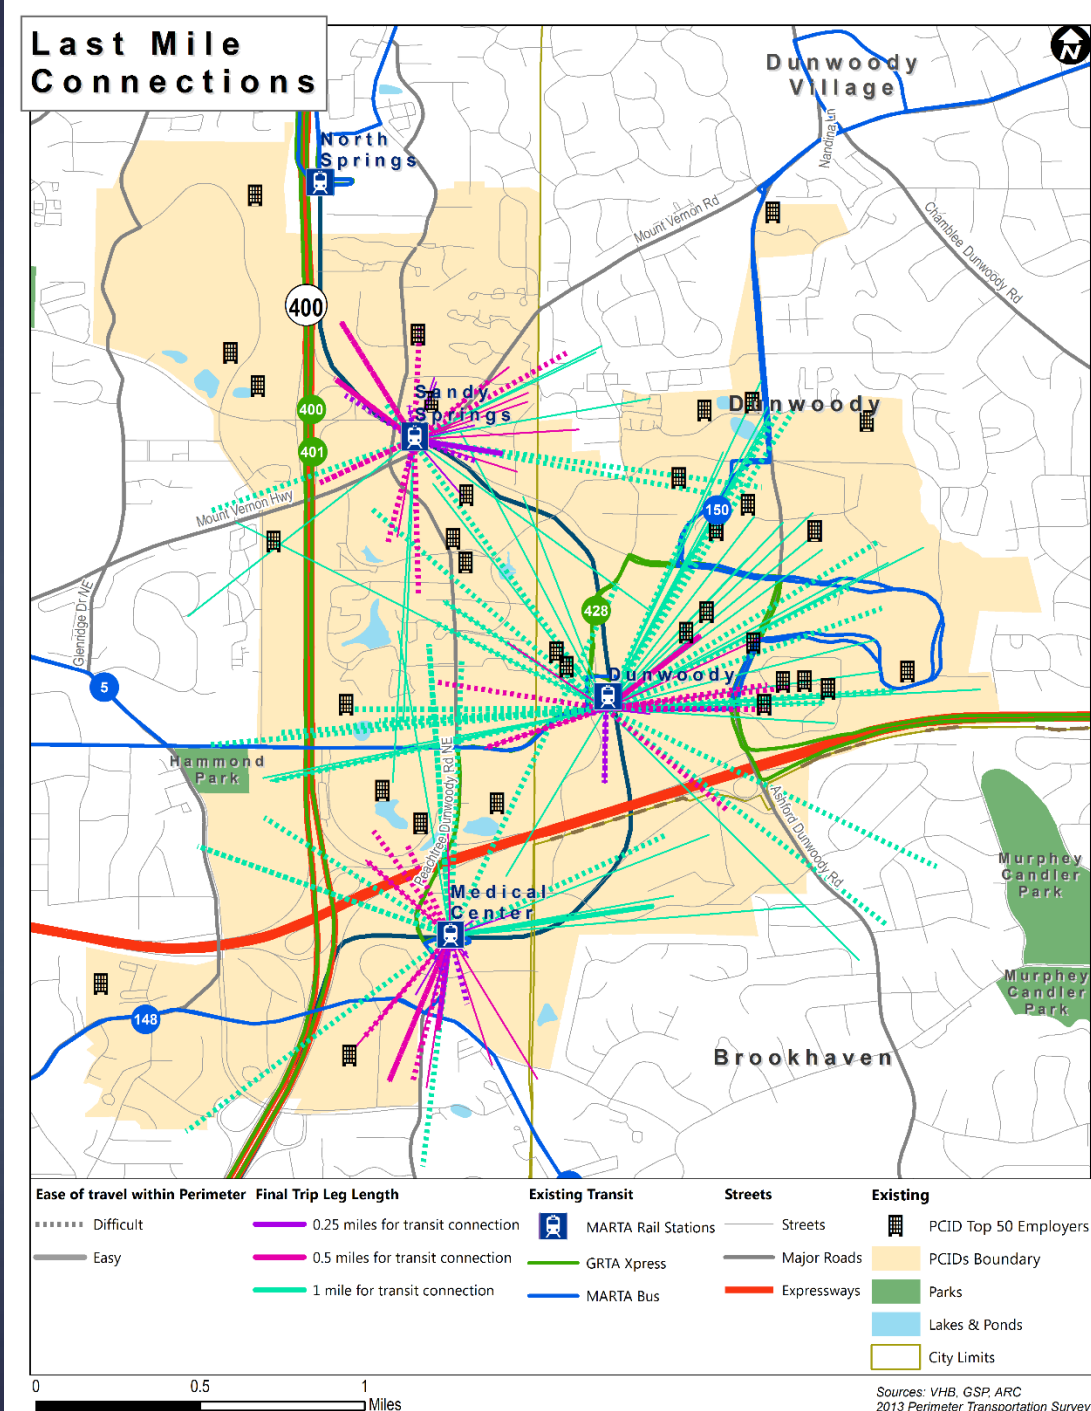 Last Mile
Connections
N
Dunwoody
Village
North
Springs
Nandina Ln
Mount Vernon Rd
Chamblee Dunwoody Rd
400
Sandy
Springs
Dunwoody
400
401
Mount Vernon Hwy
150
Glenridge Dr NE
428
Dunwoody
5
Hammond
Park
Peachtree Dunwoody Rd NE
Ashford Dunwoody Rd
Murphey
Candler
Park
Medical
Center
Murphey
Candler
Park
148
Brookhaven
Ease of travel within Perimeter
Difficult
Easy
Final Trip Leg Length
0.25 miles for transit connection
0.5 miles for transit connection
1 mile for transit connection
Existing Transit
MARTA Rail Stations
GRTA Xpress
MARTA Bus
Streets
Streets
Major Roads
Expressways
Existing
PCID Top 50 Employers
PCIDs Boundary
Parks
Lakes & Ponds
City Limits
0 0.5 1
Miles
Sources: VHB, GSP, ARC
2013 Perimeter Transportation Survey